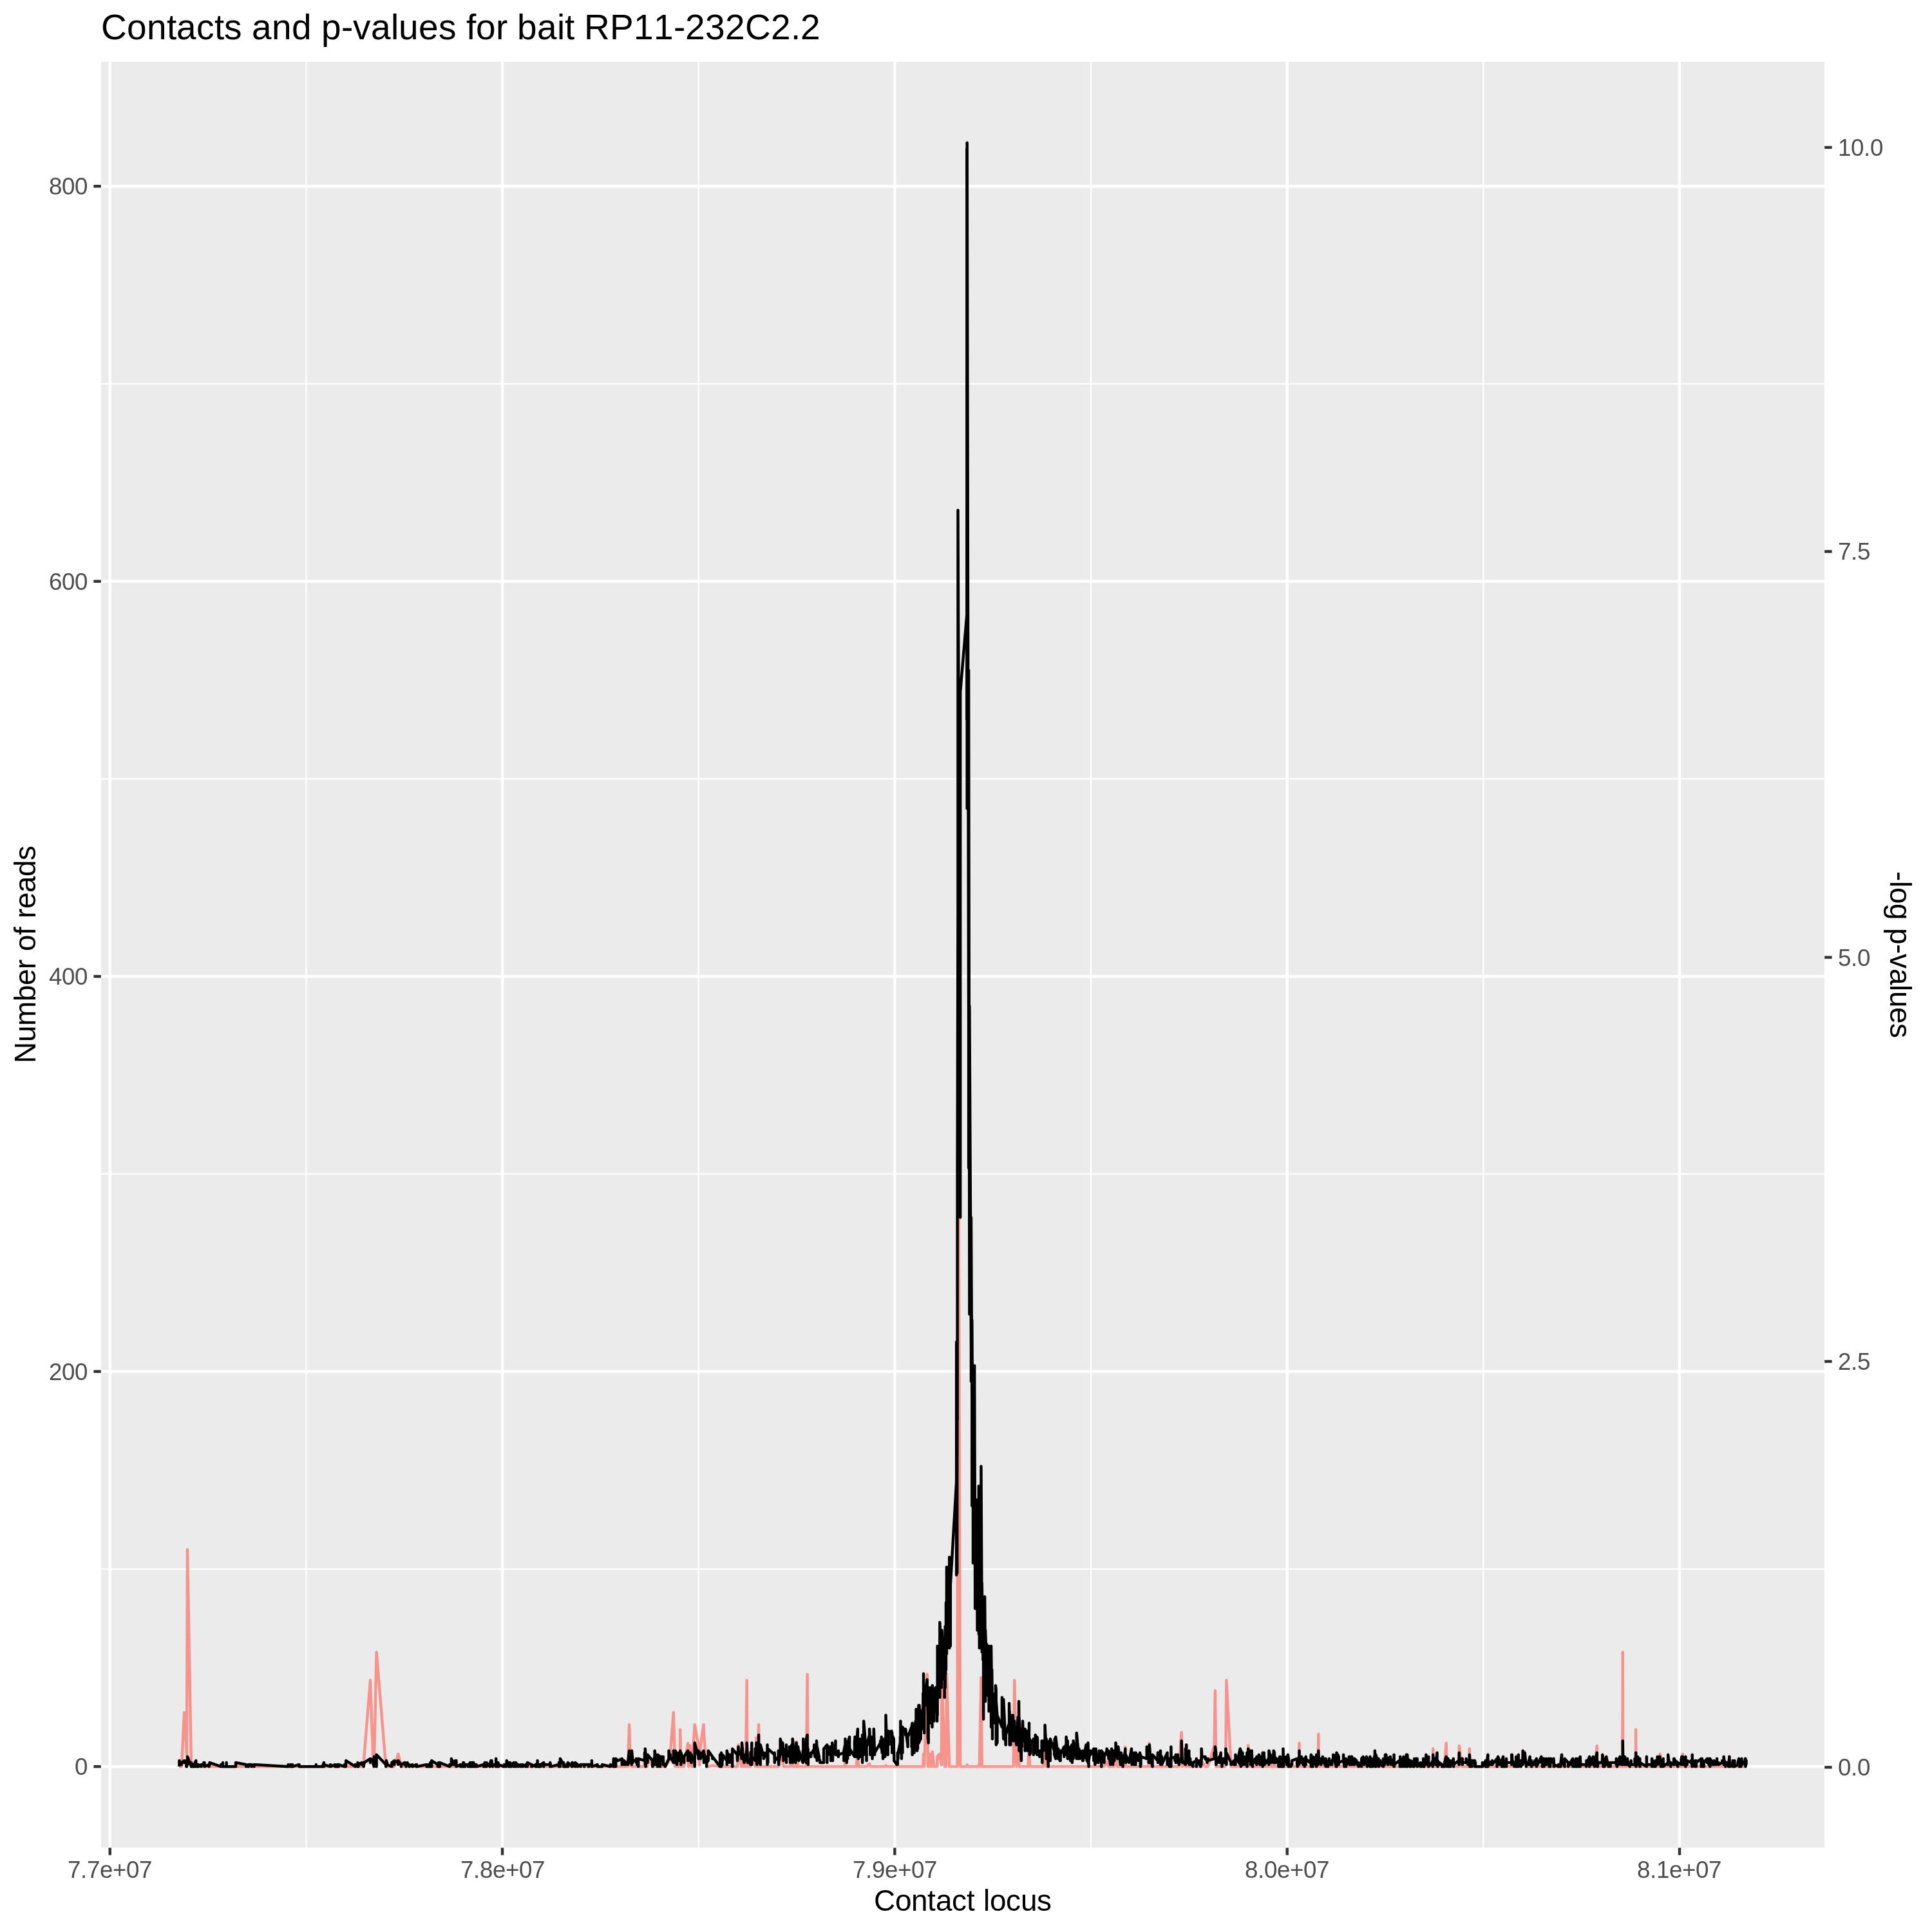 Contacts and p-values for bait RP11-232C2.2
800
600
400
200
0
Number of reads
10.0
7.5
5.0
2.5
0.0
-log p-values
7.7e+07
7.8e+07
7.9e+07
8.0e+07
8.1e+07
Contact locus